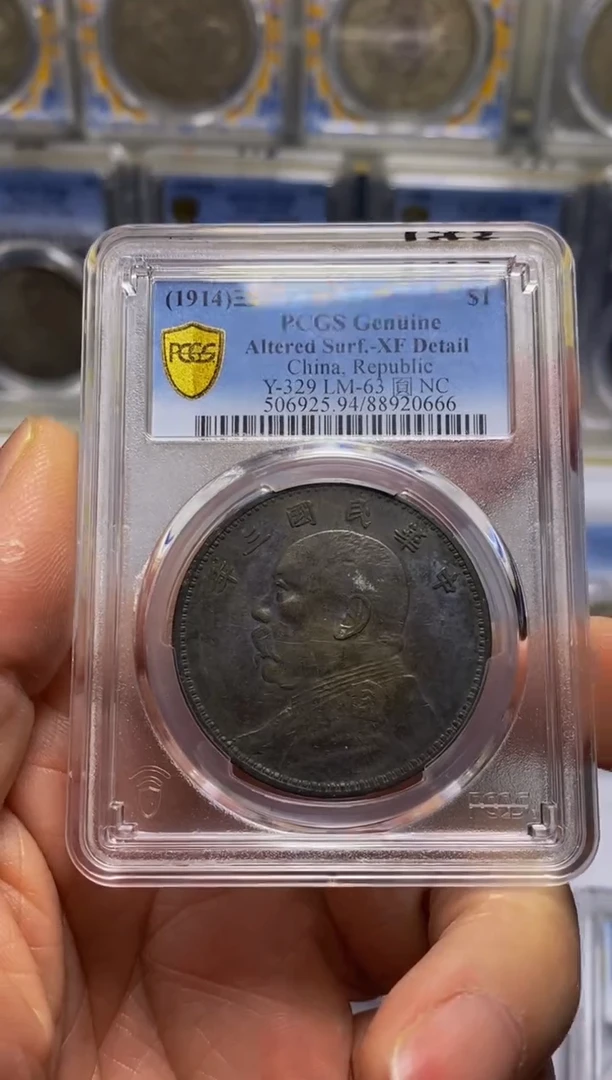 (1914)三 $1
PCGS Genuine
Altered Surf.-XF Detail
China, Republic
Y-329 LM-63 NC
506925.94/88920666
PCGS
中華民國三年
PCGS